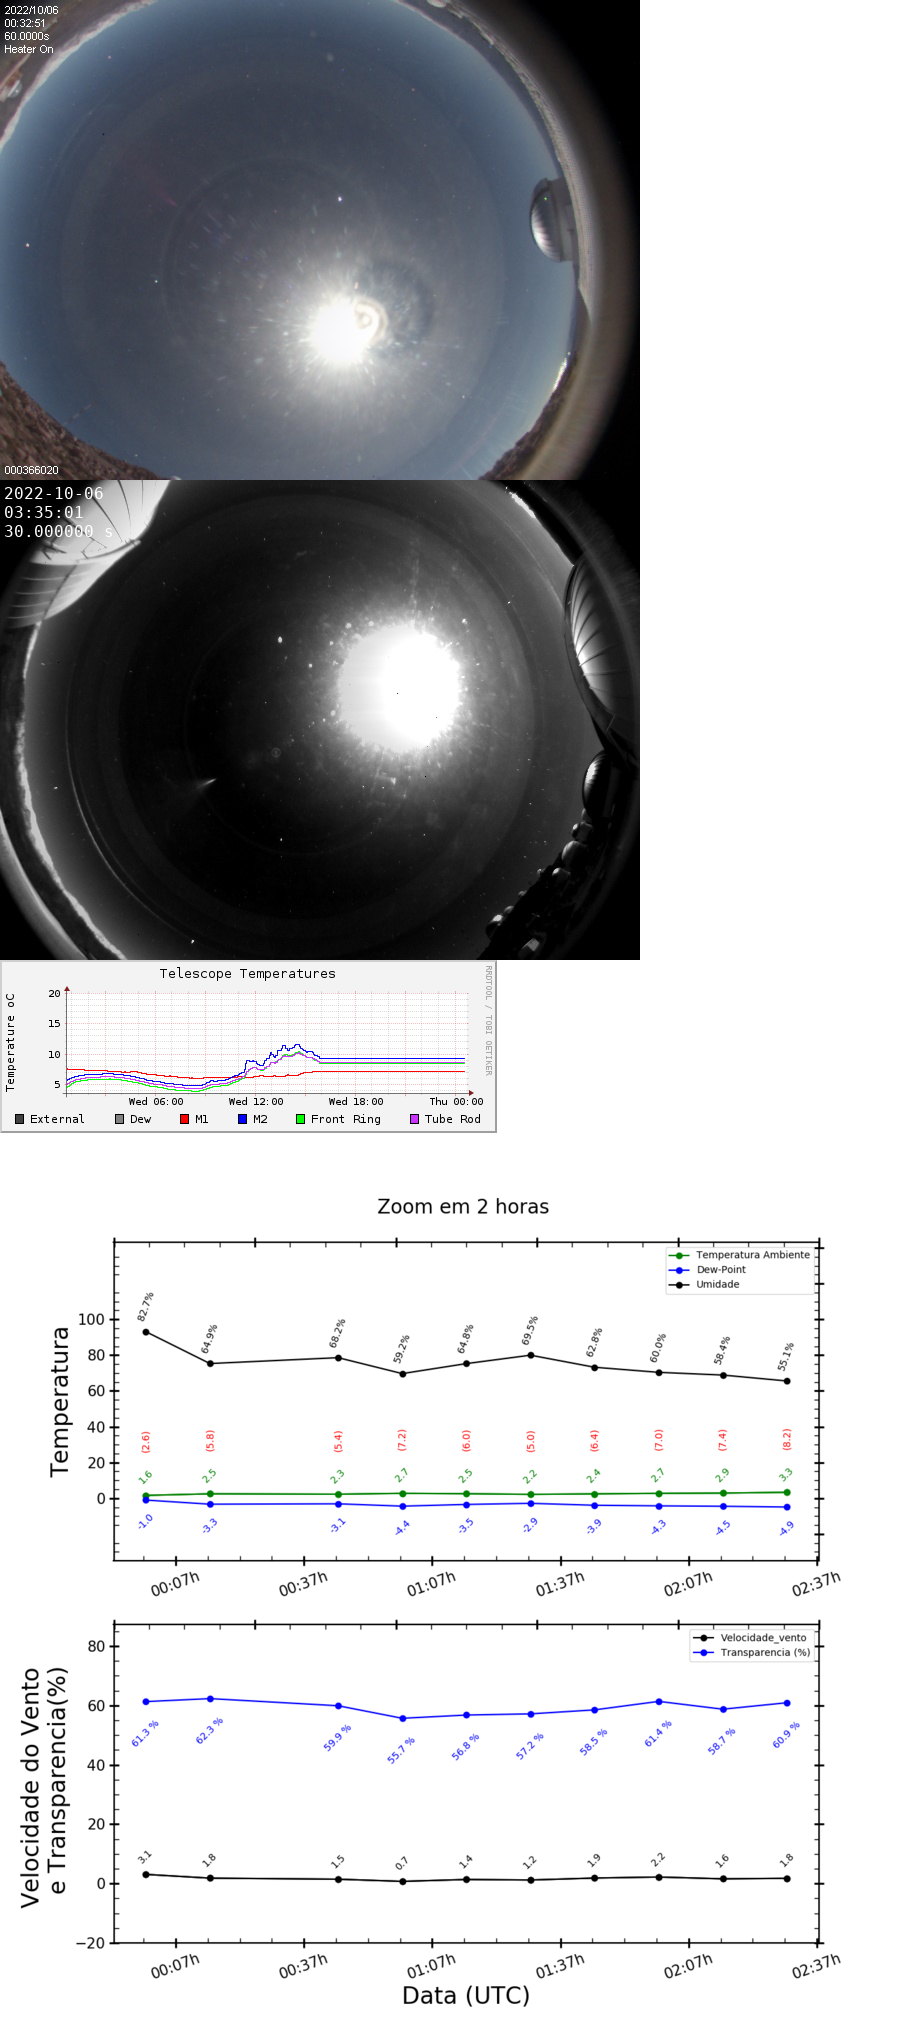 2022/10/06
00:32:51
60.0000s
Heater On
000366020
2022-10-06
03:35:01
30.000000 s
Telescope Temperatures
RRDTOOL / TOBI OETIKER
Temperature oC
20
15
10
5
Wed 06:00 Wed 12:00 Wed 18:00 Thu 00:00
External Dew M1 M2 Front Ring Tube Rod
Zoom em 2 horas
Temperatura Ambiente
Dew-Point
Umidade
Temperatura
100
80
60
40
20
0
82.7% 64.9% 68.2% 59.2% 64.8% 69.5% 62.8% 60.0% 58.4% 55.1%
(2.6) (5.8) (5.4) (7.2) (6.0) (5.0) (6.4) (7.0) (7.4) (8.2)
1.6 2.5 2.3 2.7 2.5 2.2 2.4 2.7 2.9 3.3
-1.0 -3.3 -3.1 -4.4 -3.5 -2.9 -3.9 -4.3 -4.5 -4.9
00:07h 00:37h 01:07h 01:37h 02:07h 02:37h
Velocidade_vento
Transparencia (%)
Velocidade do Vento
e Transparencia(%)
80
60
40
20
0
−20
61.3 % 62.3 % 59.9 % 55.7 % 56.8 % 57.2 % 58.5 % 61.4 % 58.7 % 60.9 %
3.1 1.8 1.5 0.7 1.4 1.2 1.9 2.2 1.6 1.8
00:07h 00:37h 01:07h 01:37h 02:07h 02:37h
Data (UTC)